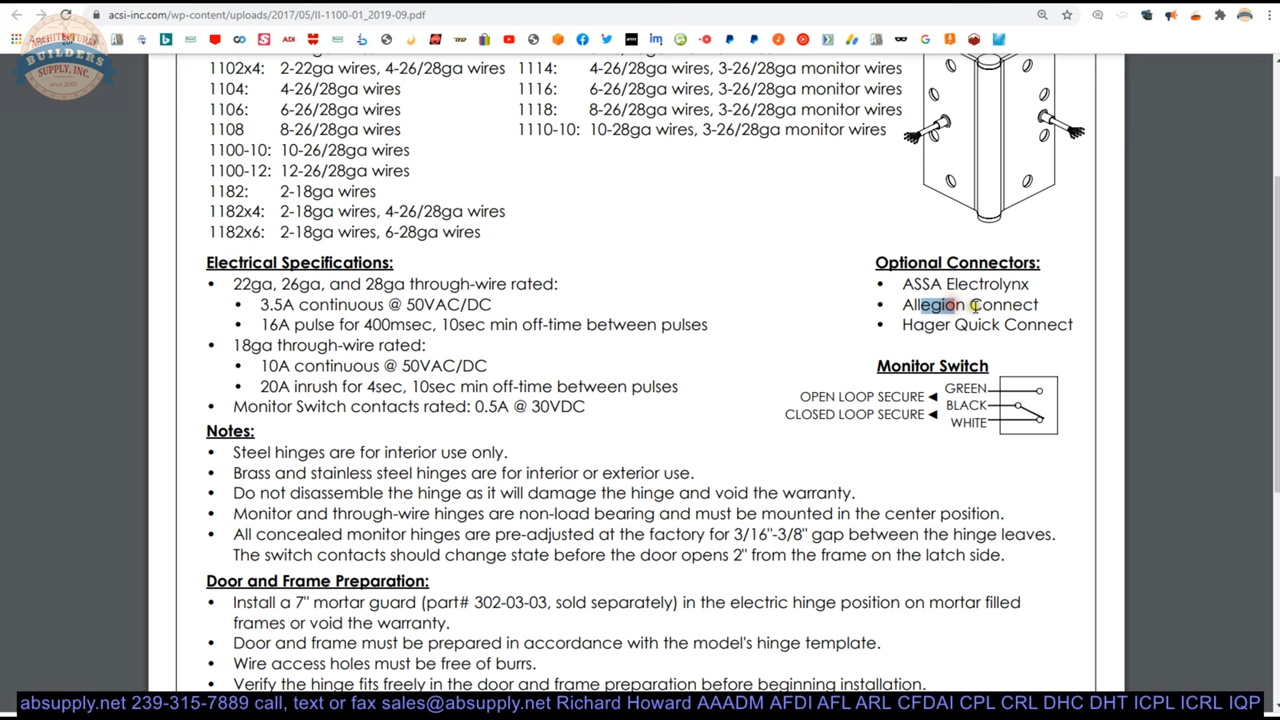 acsi-inc.com/wp-content/uploads/2017/05/II-1100-01_2019-09.pdf
ARCHITECTURAL
BUILDERS
SUPPLY, INC.
since 2003
1102x4: 2-22ga wires, 4-26/28ga wires
1104: 4-26/28ga wires
1106: 6-26/28ga wires
1108 8-26/28ga wires
1100-10: 10-26/28ga wires
1100-12: 12-26/28ga wires
1182: 2-18ga wires
1182x4: 2-18ga wires, 4-26/28ga wires
1182x6: 2-18ga wires, 6-28ga wires
1114: 4-26/28ga wires, 3-26/28ga monitor wires
1116: 6-26/28ga wires, 3-26/28ga monitor wires
1118: 8-26/28ga wires, 3-26/28ga monitor wires
1110-10: 10-28ga wires, 3-26/28ga monitor wires
Electrical Specifications:
• 22ga, 26ga, and 28ga through-wire rated:
• 3.5A continuous @ 50VAC/DC
• 16A pulse for 400msec, 10sec min off-time between pulses
• 18ga through-wire rated:
• 10A continuous @ 50VAC/DC
• 20A inrush for 4sec, 10sec min off-time between pulses
• Monitor Switch contacts rated: 0.5A @ 30VDC
Optional Connectors:
• ASSA Electrolynx
• Allegion Connect
• Hager Quick Connect
Monitor Switch
GREEN
OPEN LOOP SECURE ◄ BLACK
CLOSED LOOP SECURE ◄ WHITE
Notes:
• Steel hinges are for interior use only.
• Brass and stainless steel hinges are for interior or exterior use.
• Do not disassemble the hinge as it will damage the hinge and void the warranty.
• Monitor and through-wire hinges are non-load bearing and must be mounted in the center position.
• All concealed monitor hinges are pre-adjusted at the factory for 3/16"-3/8" gap between the hinge leaves.
The switch contacts should change state before the door opens 2" from the frame on the latch side.
Door and Frame Preparation:
• Install a 7" mortar guard (part# 302-03-03, sold separately) in the electric hinge position on mortar filled
frames or void the warranty.
• Door and frame must be prepared in accordance with the model's hinge template.
• Wire access holes must be free of burrs.
• Verify the hinge fits freely in the door and frame preparation before beginning installation.
absupply.net 239-315-7889 call, text or fax sales@absupply.net Richard Howard AAADM AFDI AFL ARL CFDAI CPL CRL DHC DHT ICPL ICRL IQP